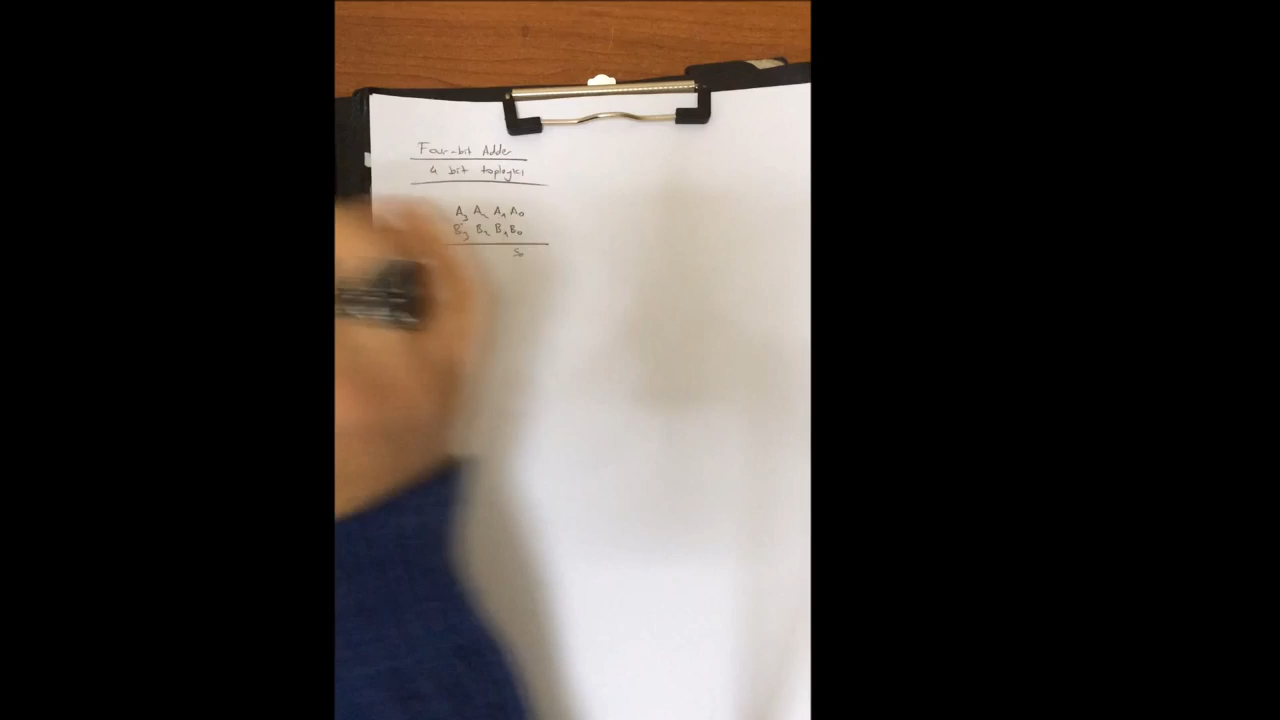 Four-bit Adder
4 bit toplayıcı
A₃ A₂ A₁ A₀
B₃ B₂ B₁ B₀
S₀